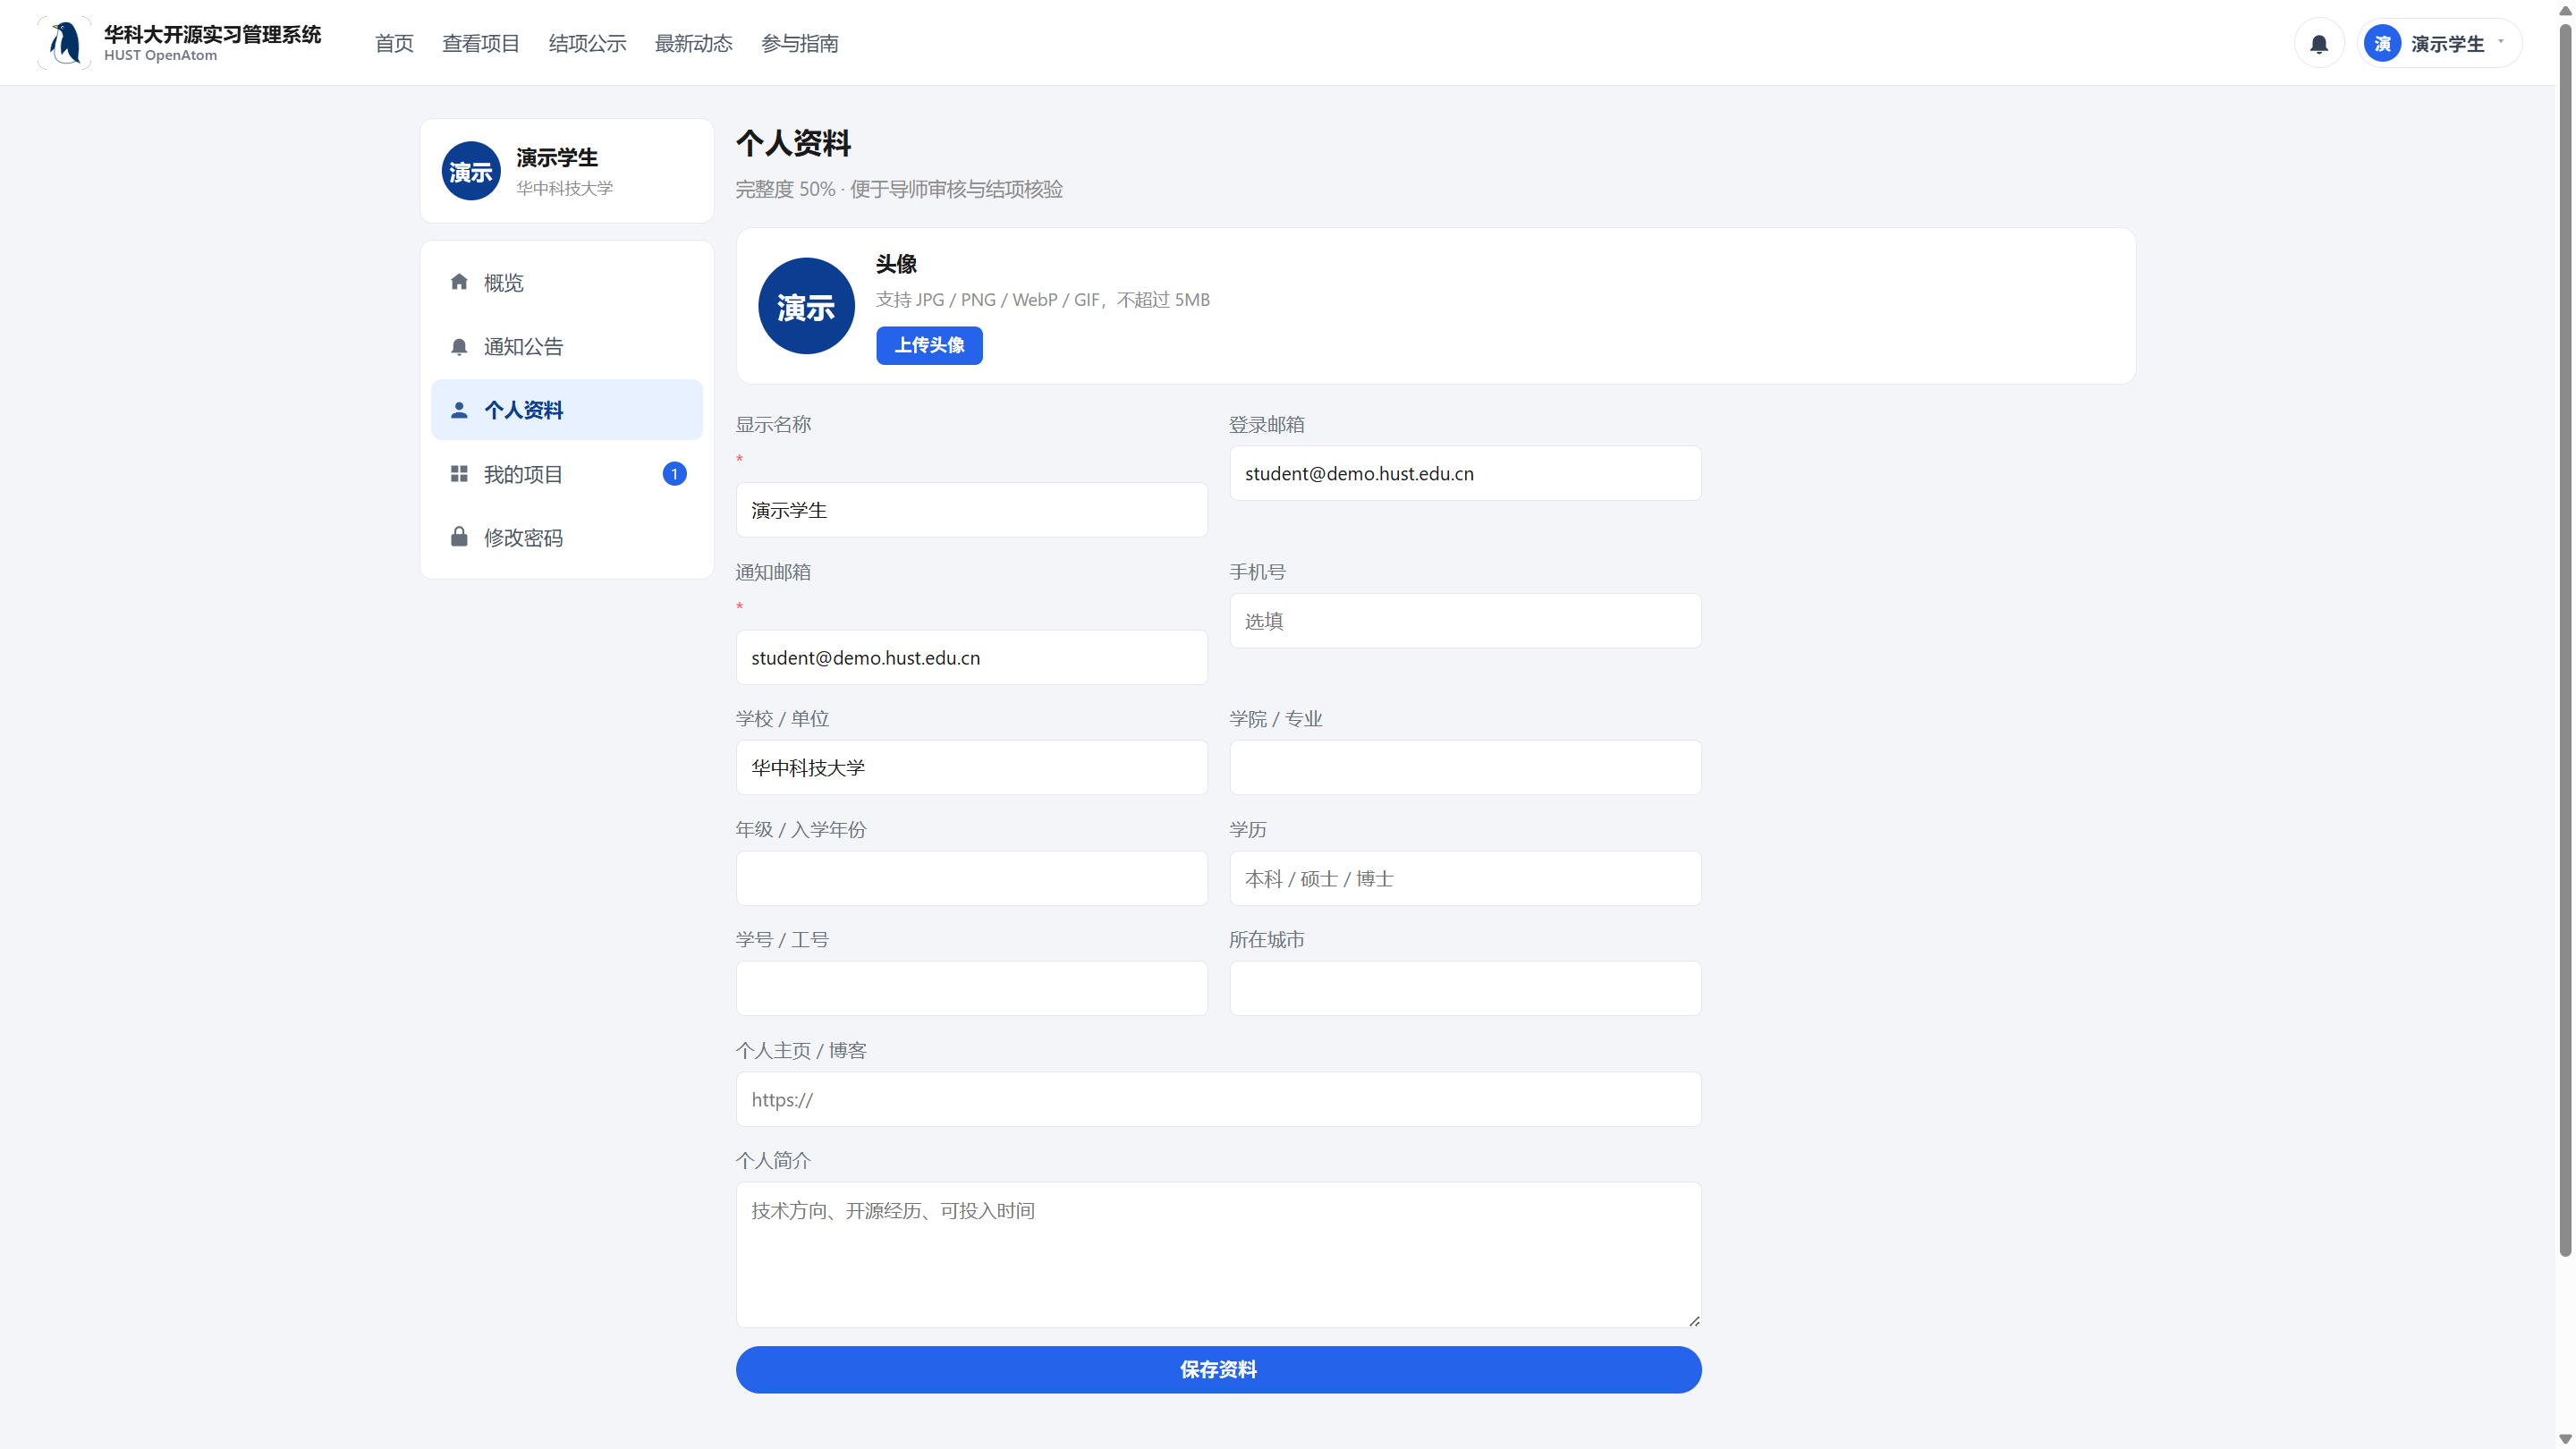 华科大开源实习管理系统
HUST OpenAtom
首页 查看项目 结项公示 最新动态 参与指南
演 演示学生
演示 演示学生
华中科技大学
概览
通知公告
个人资料
我的项目 1
修改密码
个人资料
完整度 50% · 便于导师审核与结项核验
演示
头像
支持 JPG / PNG / WebP / GIF，不超过 5MB
上传头像
显示名称
*
演示学生
登录邮箱
student@demo.hust.edu.cn
通知邮箱
*
student@demo.hust.edu.cn
手机号
选填
学校 / 单位
华中科技大学
学院 / 专业
年级 / 入学年份
学历
本科 / 硕士 / 博士
学号 / 工号
所在城市
个人主页 / 博客
https://
个人简介
技术方向、开源经历、可投入时间
保存资料